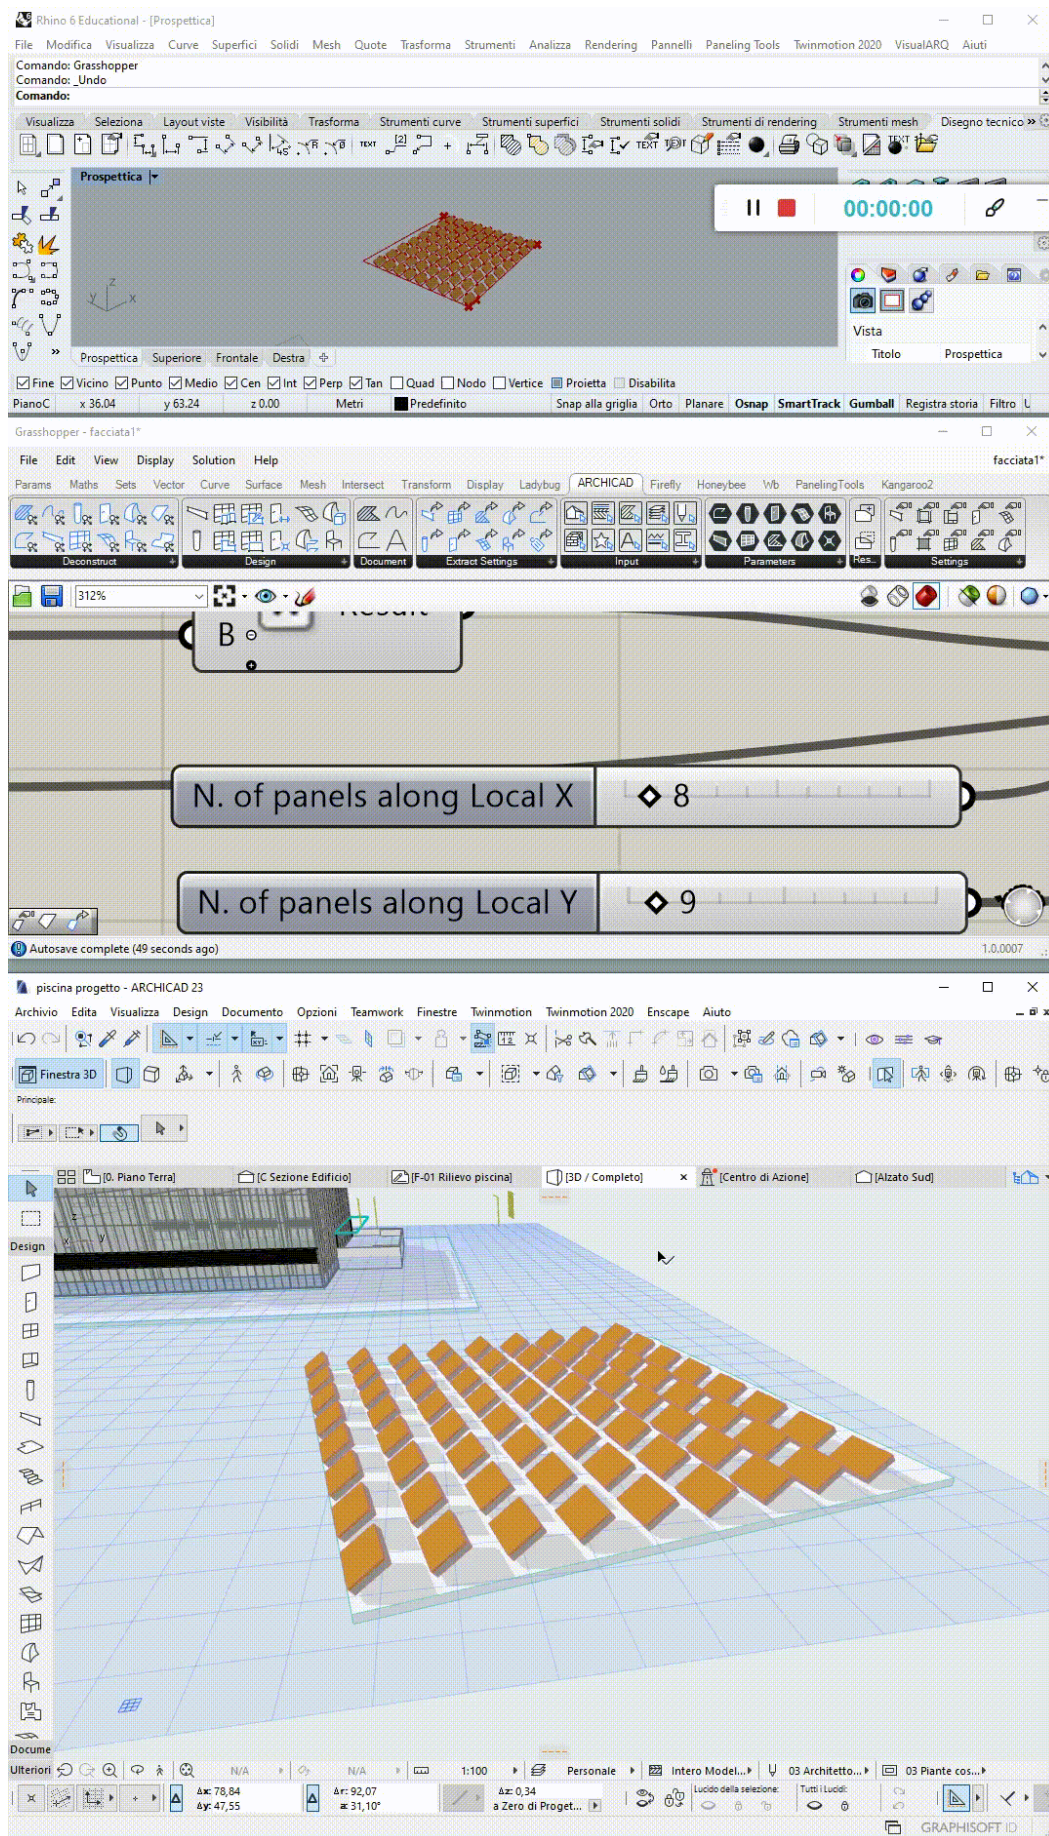 Rhino 6 Educational - [Prospettica]
File Modifica Visualizza Curve Superfici Solidi Mesh Quote Trasforma Strumenti Analizza Rendering Pannelli Paneling Tools Twinmotion 2020 VisualARQ Aiuti
Comando: Grasshopper
Comando: _Undo
Comando:
Visualizza Seleziona Layout viste Visibilità Trasforma Strumenti curve Strumenti superfici Strumenti solidi Strumenti di rendering Strumenti mesh Disegno tecnico »
Prospettica
00:00:00
z
y x
Vista
Titolo Prospettica
»
Prospettica Superiore Frontale Destra
Fine Vicino Punto Medio Cen Int Perp Tan Quad Nodo Vertice Proietta Disabilita
PianoC x 36.04 y 63.24 z 0.00 Metri Predefinito Snap alla griglia Orto Planare Osnap SmartTrack Gumball Registra storia Filtro U
Grasshopper - facciata1*
File Edit View Display Solution Help facciata1*
Params Maths Sets Vector Curve Surface Mesh Intersect Transform Display Ladybug ARCHICAD Firefly Honeybee Wb PanelingTools Kangaroo2
Deconstruct Design Document Extract Settings Input Parameters Res... Settings
312%
Result
B
N. of panels along Local X 8
N. of panels along Local Y 9
Autosave complete (49 seconds ago) 1.0.0007
piscina progetto - ARCHICAD 23
Archivio Edita Visualizza Design Documento Opzioni Teamwork Finestre Twinmotion Twinmotion 2020 Enscape Aiuto
Finestra 3D
Principale:
[0. Piano Terra] [C Sezione Edificio] [F-01 Rilievo piscina] [3D / Completo] [Centro di Azione] [Alzato Sud]
Design
z
x y
Docume
Ulteriori N/A N/A 1:100 Personale Intero Model... 03 Architetto... 03 Piante cos...
Δx: 78,84 Δr: 92,07 Δz: 0,34 Lucido della selezione: Tutti i Lucidi:
Δy: 47,55 a: 31,10° a Zero di Proget...
GRAPHISOFT ID